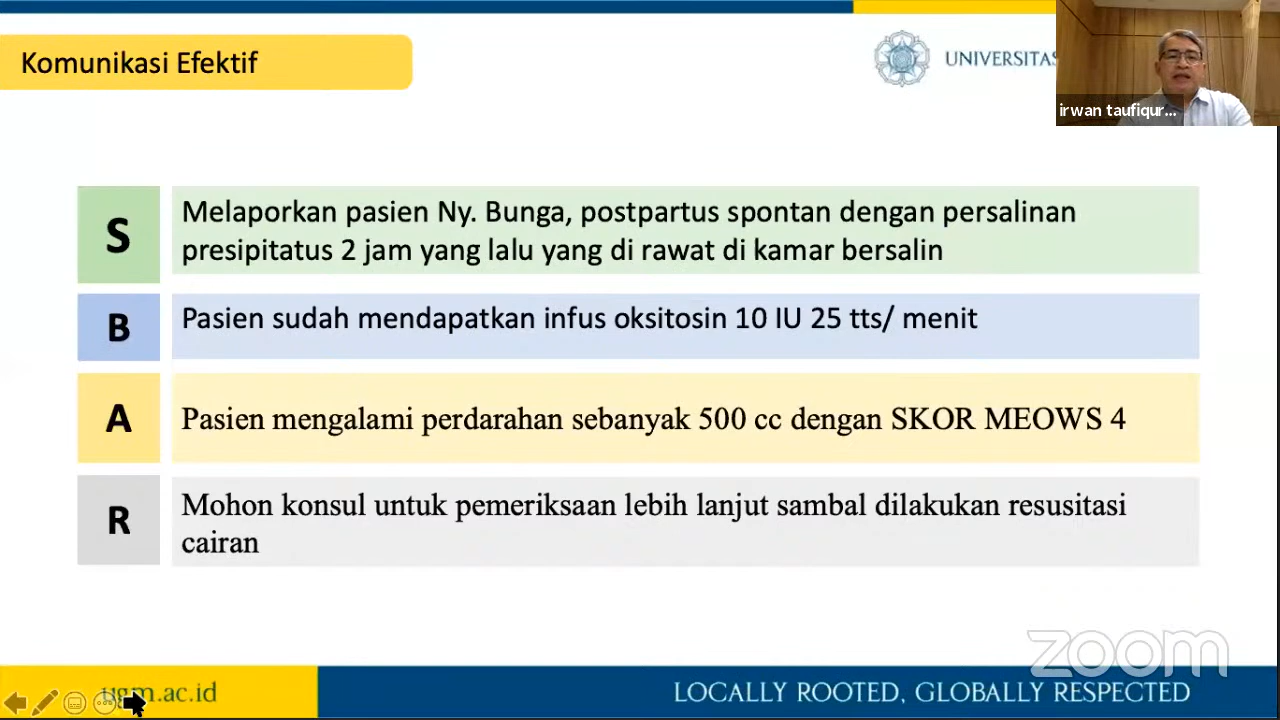 Komunikasi Efektif
UNIVERSITAS
irwan taufiqur...
S
Melaporkan pasien Ny. Bunga, postpartus spontan dengan persalinan
presipitatus 2 jam yang lalu yang di rawat di kamar bersalin
B
Pasien sudah mendapatkan infus oksitosin 10 IU 25 tts/ menit
A
Pasien mengalami perdarahan sebanyak 500 cc dengan SKOR MEOWS 4
R
Mohon konsul untuk pemeriksaan lebih lanjut sambal dilakukan resusitasi
cairan
zoom
ugm.ac.id
LOCALLY ROOTED, GLOBALLY RESPECTED